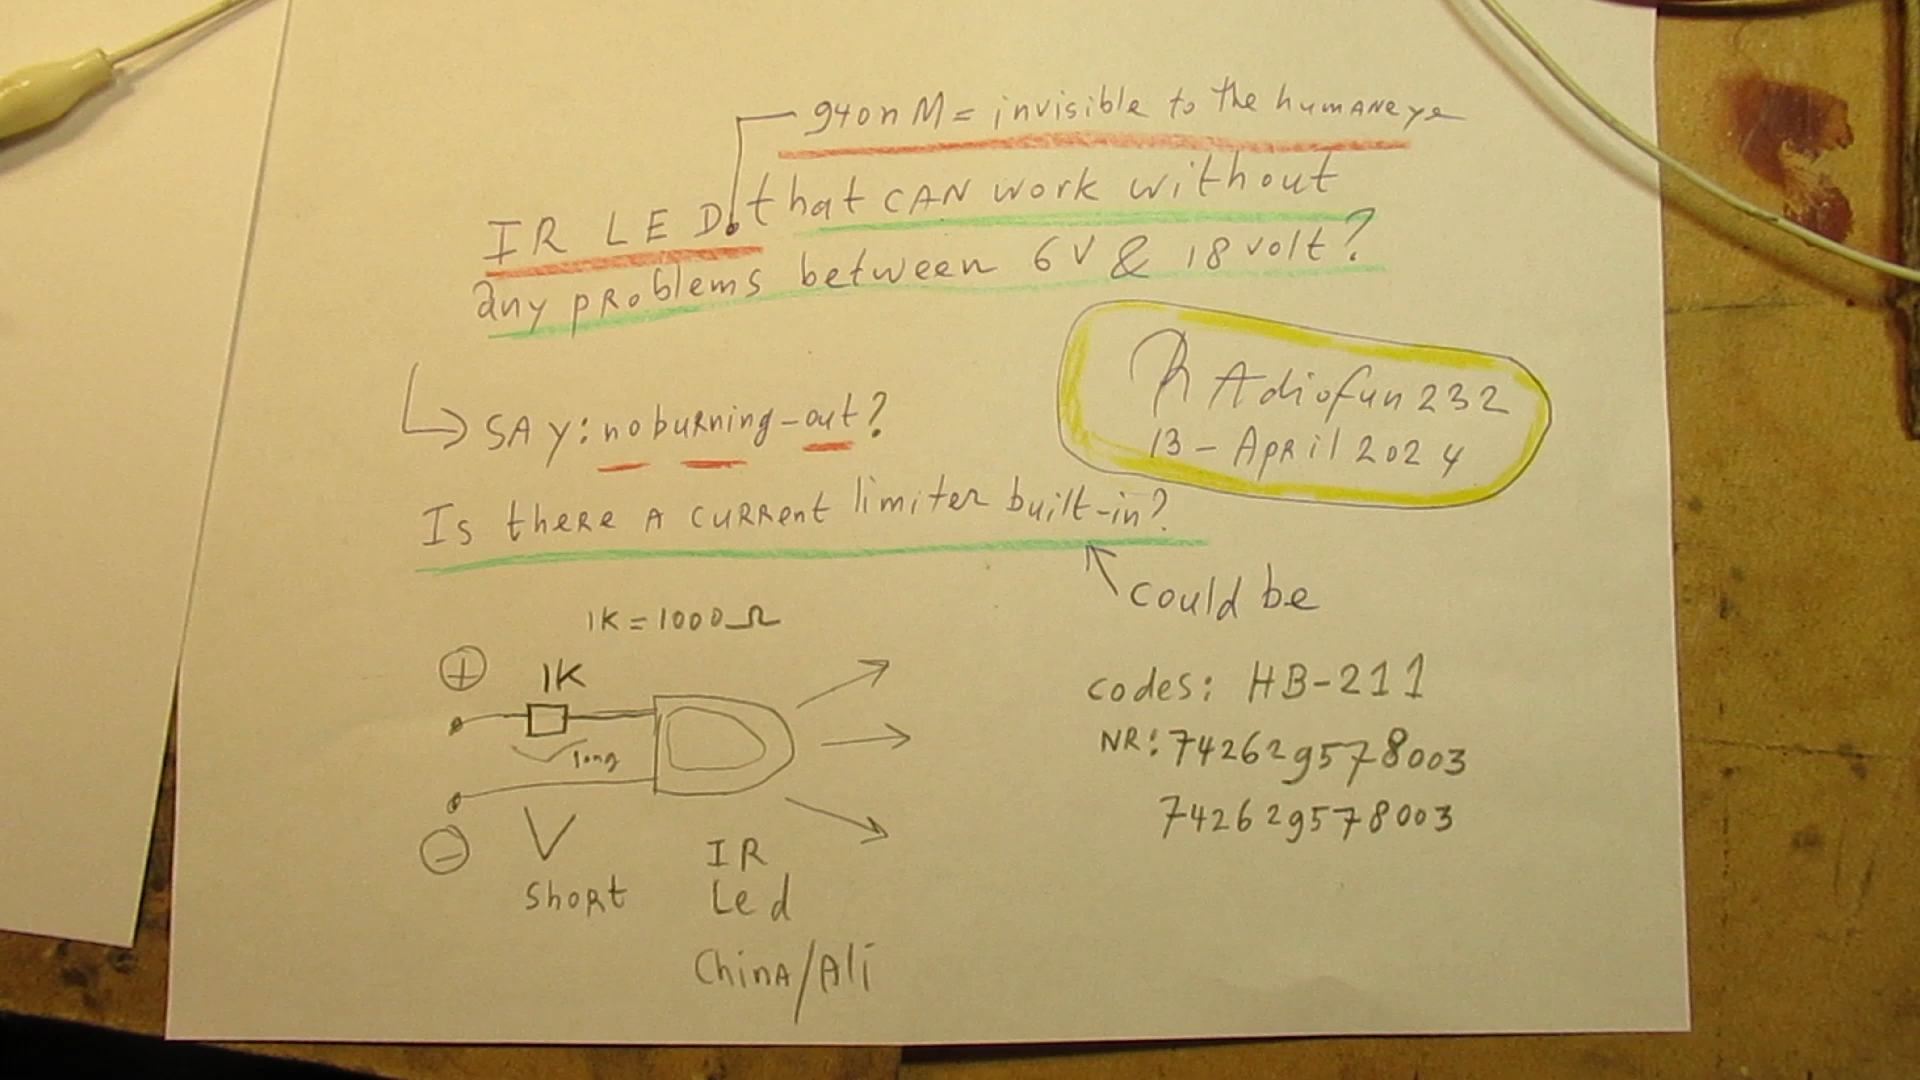 940nM = invisible to the humaneye
IR LED that CAN work without
any problems between 6V & 18 volt?
SAY: no burning-out?
RAdiofun232
13-April 2024
Is there A current limiter built-in?
could be
1K = 1000Ω
+
1K
long
-
short
IR
Led
China/Ali
codes: HB-211
NR: 742629578003
742629578003